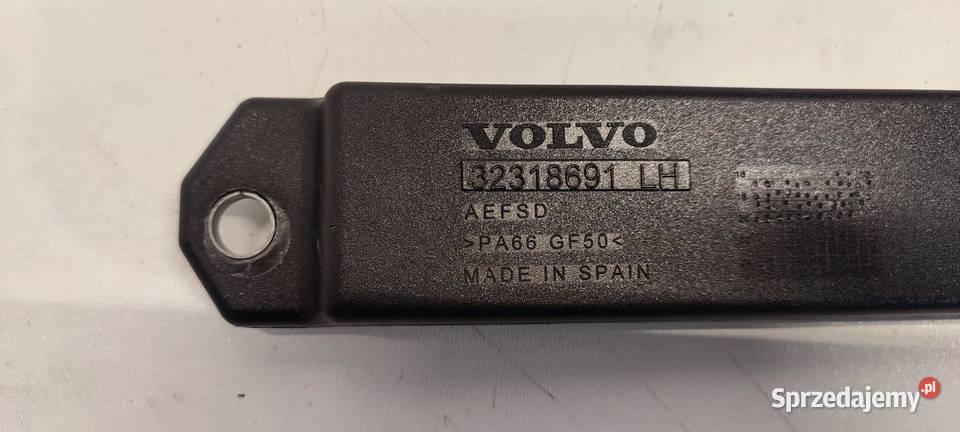 VOLVO
32318691 LH
AEFSD
>PA66 GF50<
MADE IN SPAIN
Sprzedajemy.pl